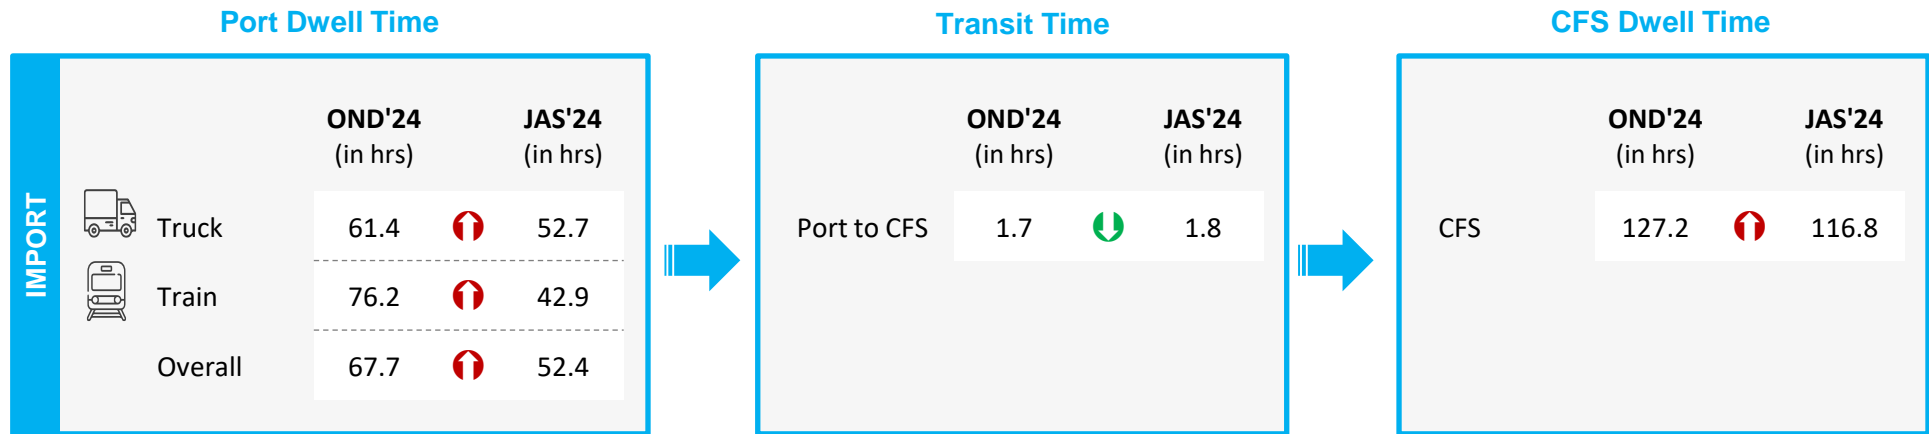 Port Dwell Time
Transit Time
CFS Dwell Time
IMPORT
OND'24 JAS'24
(in hrs) (in hrs)
Truck 61.4 52.7
Train 76.2 42.9
Overall 67.7 52.4
OND'24 JAS'24
(in hrs) (in hrs)
Port to CFS 1.7 1.8
OND'24 JAS'24
(in hrs) (in hrs)
CFS 127.2 116.8